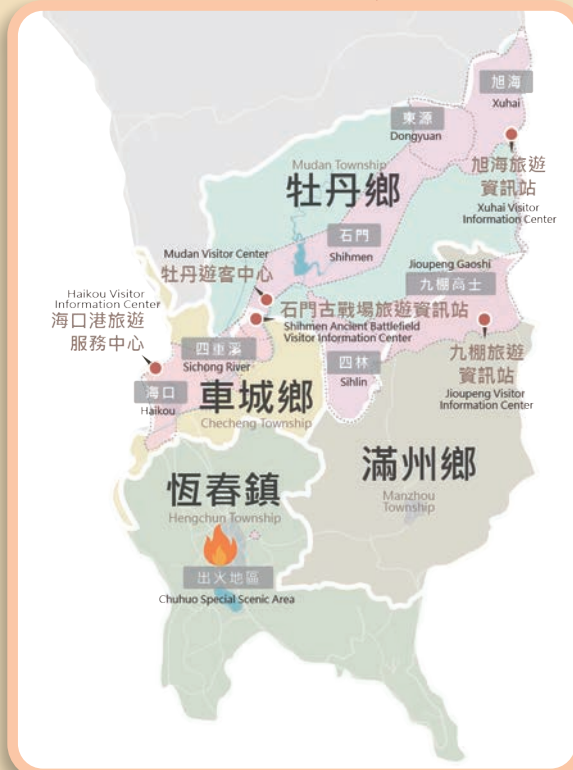 旭海
Xuhai
東源
Dongyuan
旭海旅遊
資訊站
Xuhai Visitor
Information Center
Mudan Township
牡丹鄉
石門
Shihmen
Mudan Visitor Center
牡丹遊客中心
Jioupeng Gaoshi
九棚高士
Haikou Visitor
Information Center
海口港旅遊
服務中心
石門古戰場旅遊資訊站
Shihmen Ancient Battlefield
Visitor Information Center
九棚旅遊
資訊站
Jioupeng Visitor
Information Center
四重溪
Sichong River
四林
Sihlin
海口
Haikou
車城鄉
Checheng Township
滿州鄉
Manzhou
Township
恆春鎮
Hengchun Township
出火地區
Chuhuo Special Scenic Area